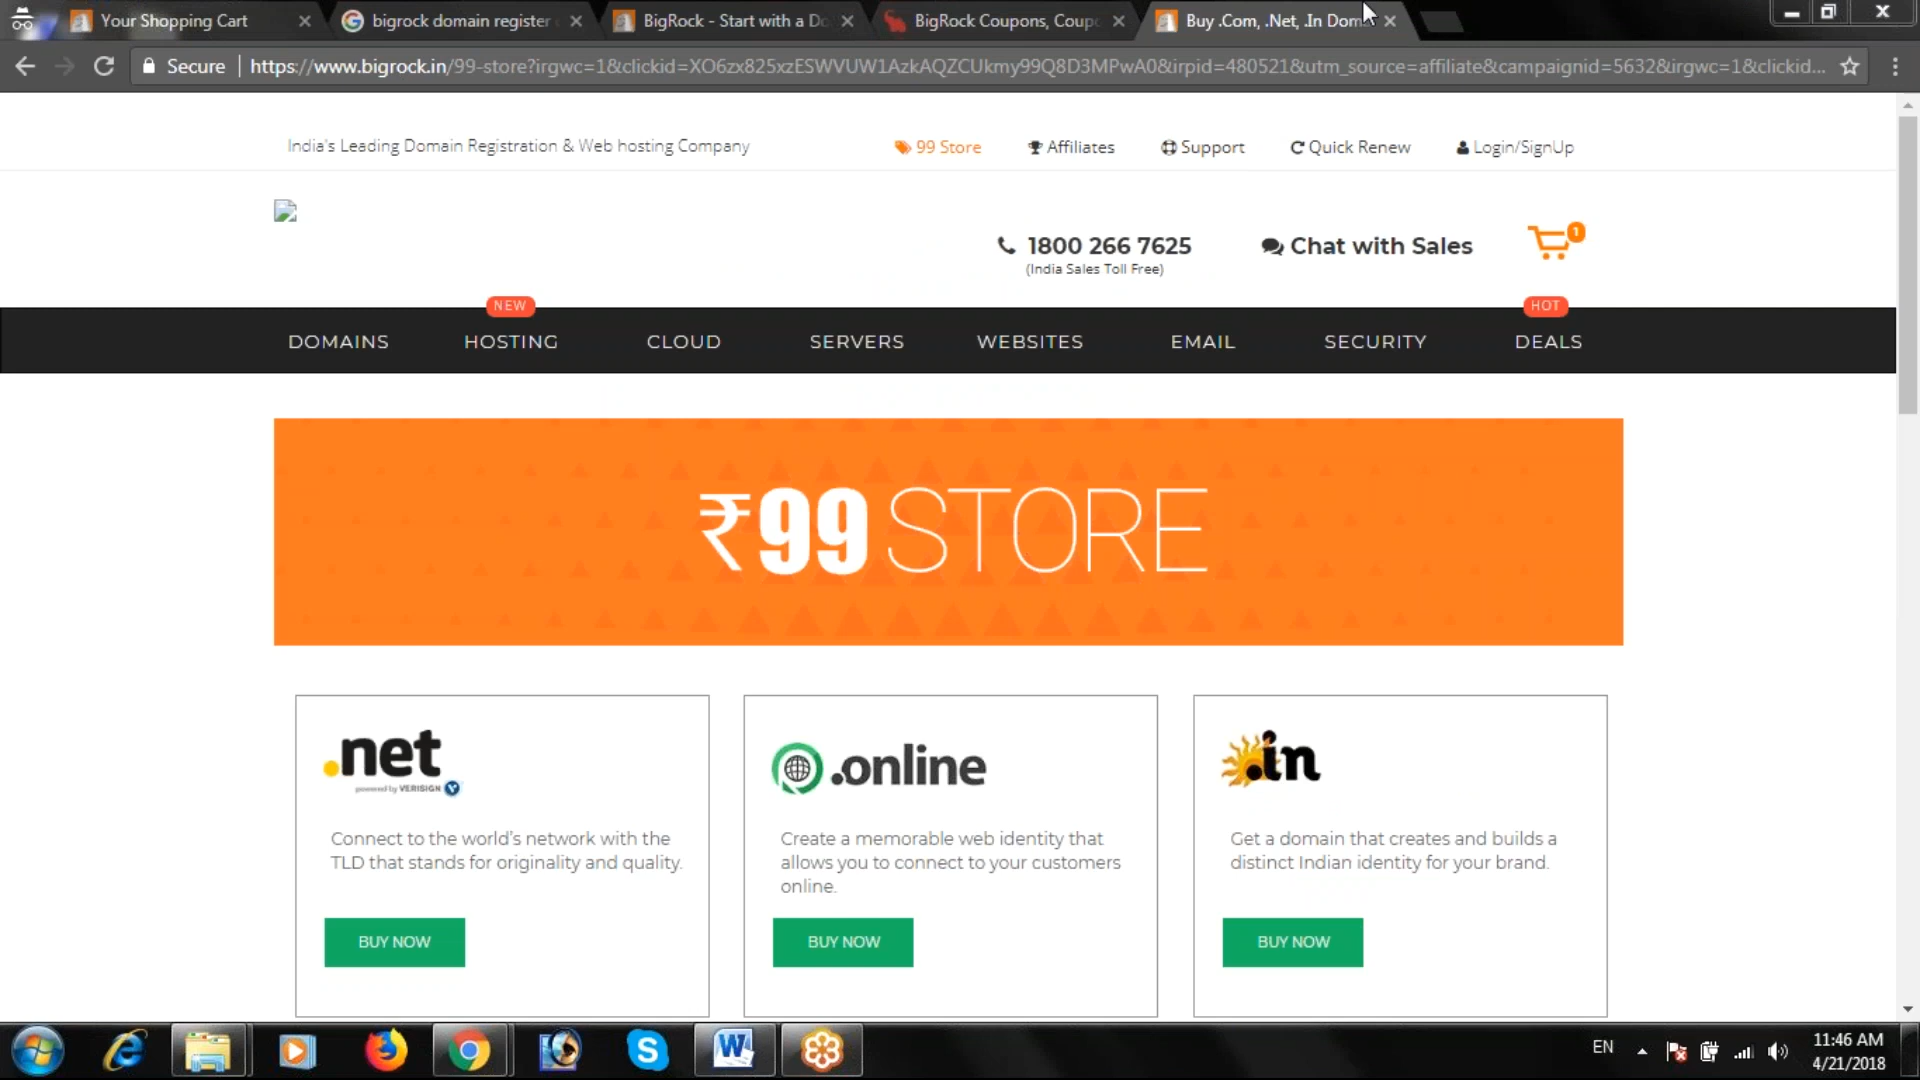 Your Shopping Cart
bigrock domain register
BigRock - Start with a Do
BigRock Coupons, Coup
Buy .Com, .Net, .In Dom
Secure
https://www.bigrock.in/99-store?irgwc=1&clickid=XO6zx825xzESWVUW1AzkAQZCUkmy99Q8D3MPwA0&irpid=480521&utm_source=affiliate&campaignid=5632&irgwc=1&clickid...
India's Leading Domain Registration & Web hosting Company
99 Store
Affiliates
Support
Quick Renew
Login/SignUp
1800 266 7625
(India Sales Toll Free)
Chat with Sales
1
NEW
HOT
DOMAINS
HOSTING
CLOUD
SERVERS
WEBSITES
EMAIL
SECURITY
DEALS
₹99 STORE
.net
powered by VERISIGN
Connect to the world's network with the
TLD that stands for originality and quality.
BUY NOW
.online
Create a memorable web identity that
allows you to connect to your customers
online.
BUY NOW
.in
Get a domain that creates and builds a
distinct Indian identity for your brand.
BUY NOW
EN
11:46 AM
4/21/2018